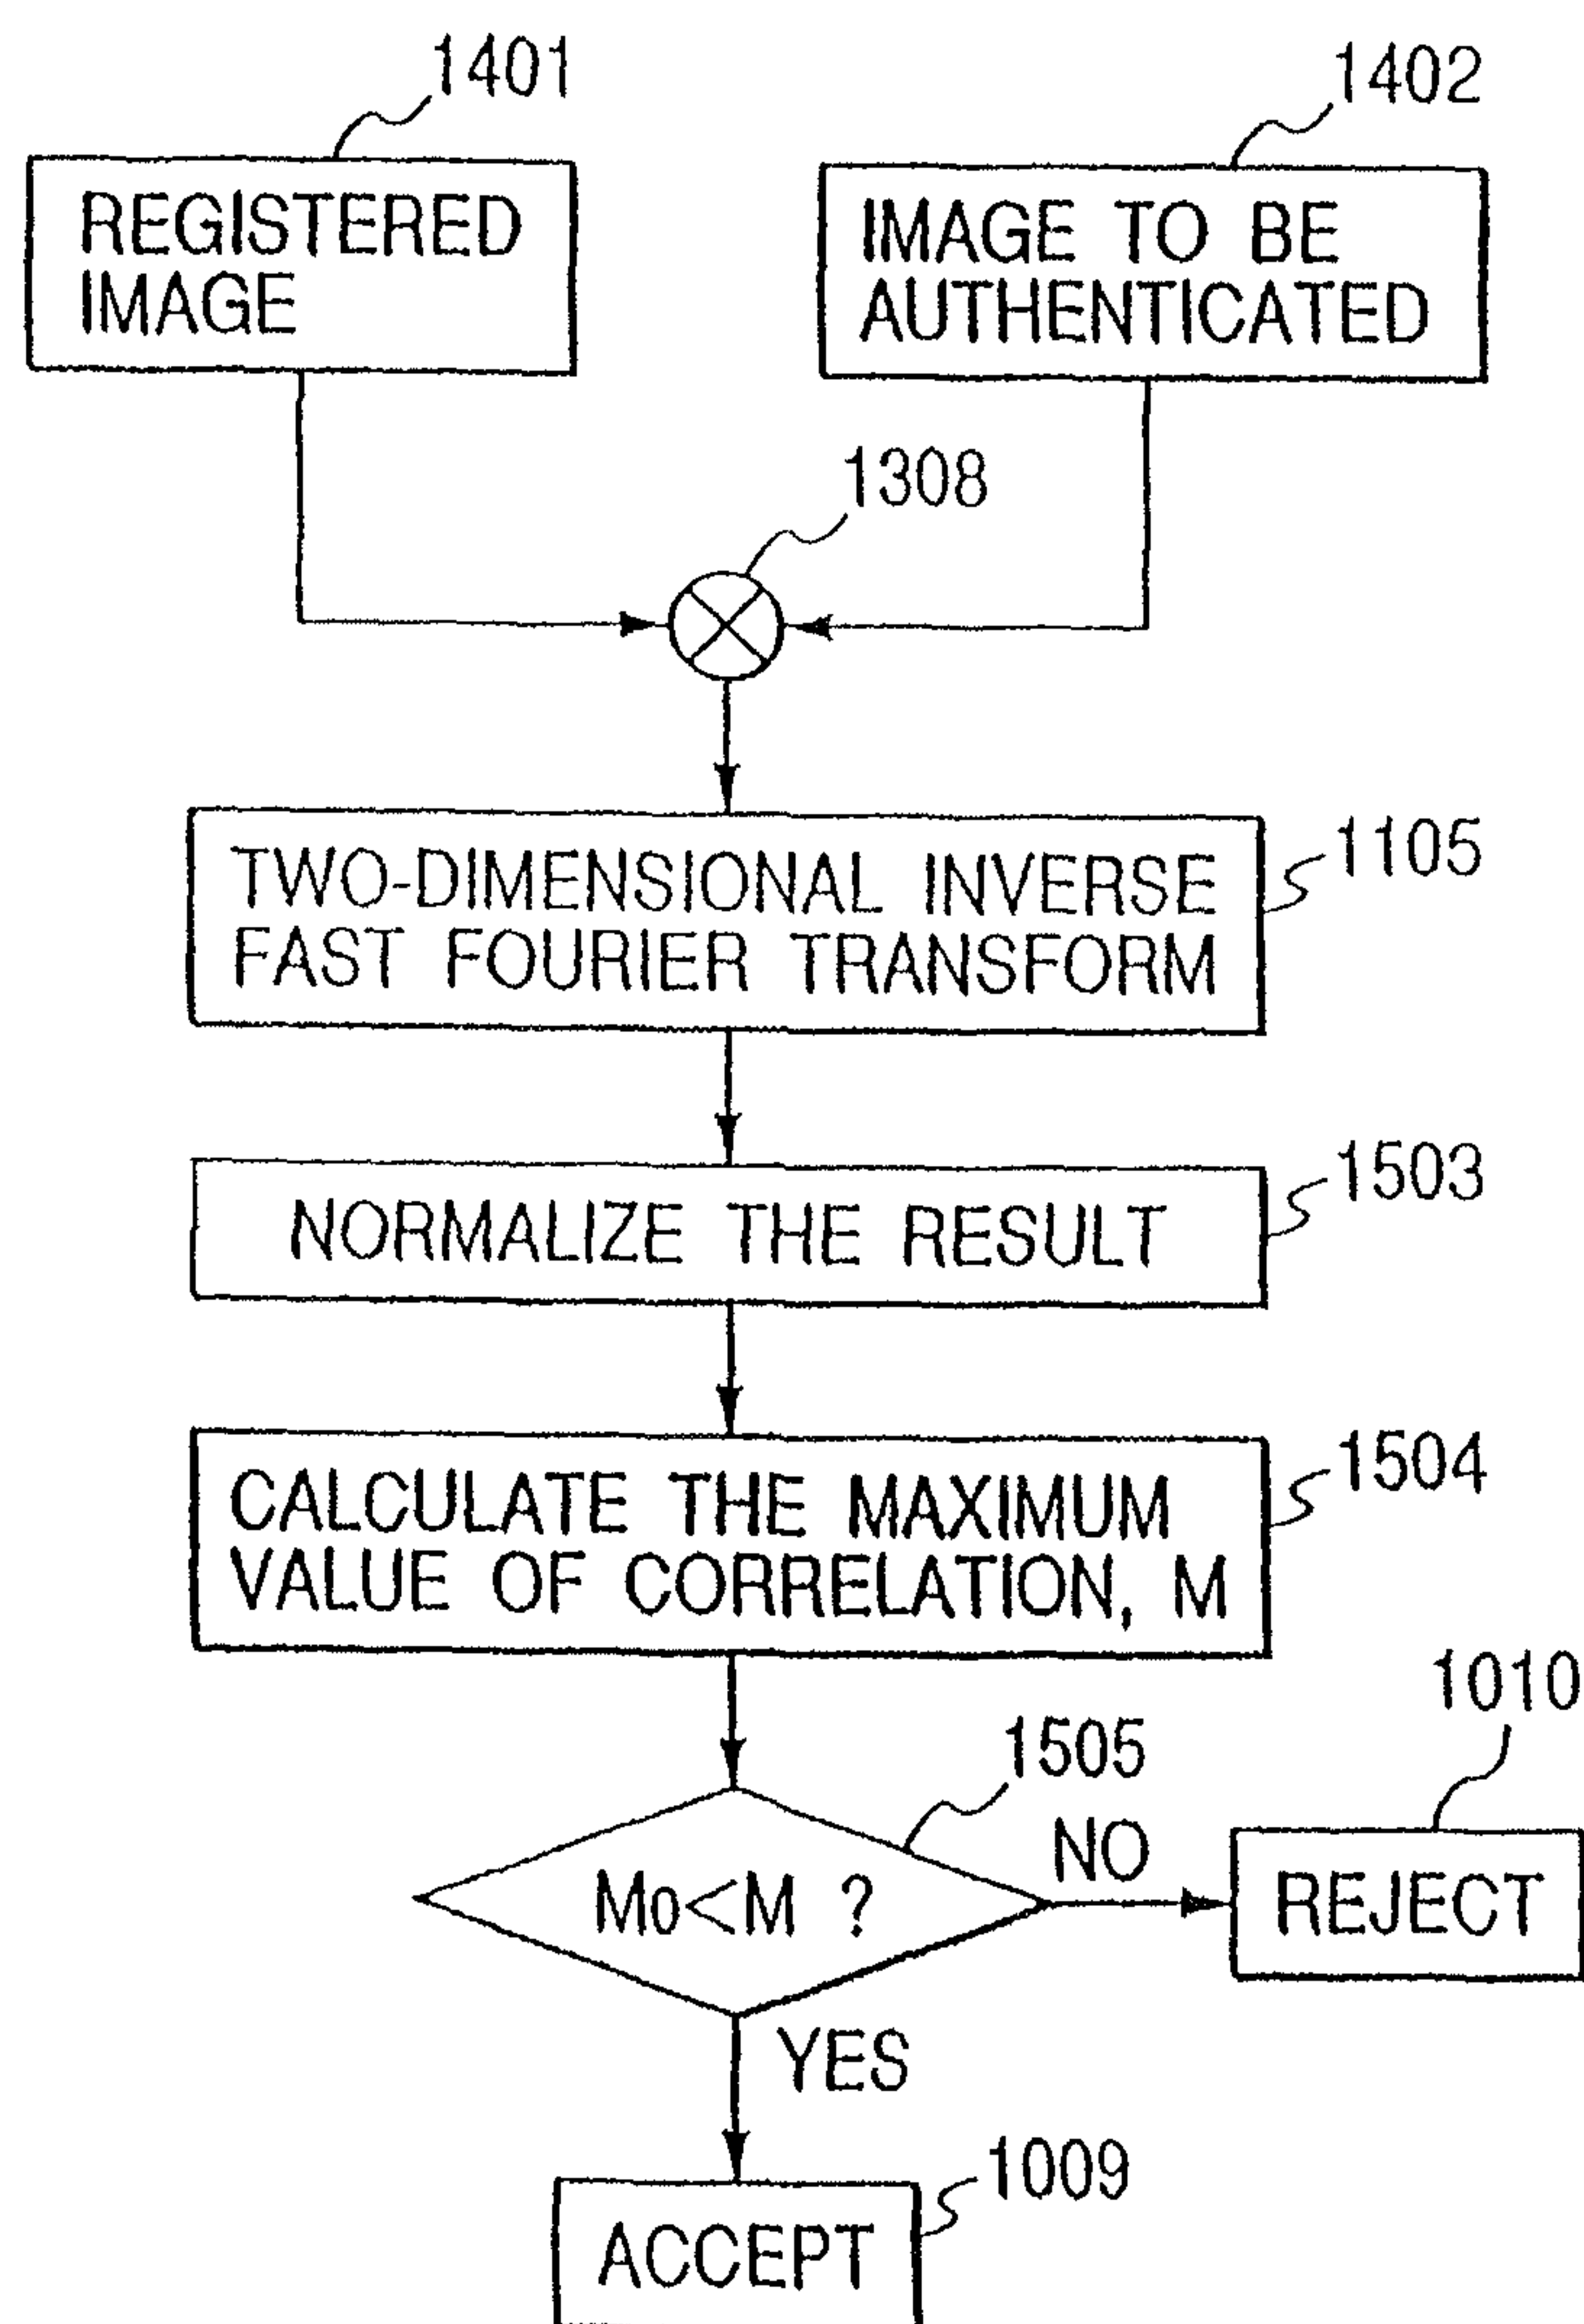 1401
1402
REGISTERED
IMAGE
IMAGE TO BE
AUTHENTICATED
1308
TWO-DIMENSIONAL INVERSE
FAST FOURIER TRANSFORM
1105
NORMALIZE THE RESULT
1503
CALCULATE THE MAXIMUM
VALUE OF CORRELATION, M
1504
1505
1010
Mo<M ?
NO
REJECT
YES
1009
ACCEPT